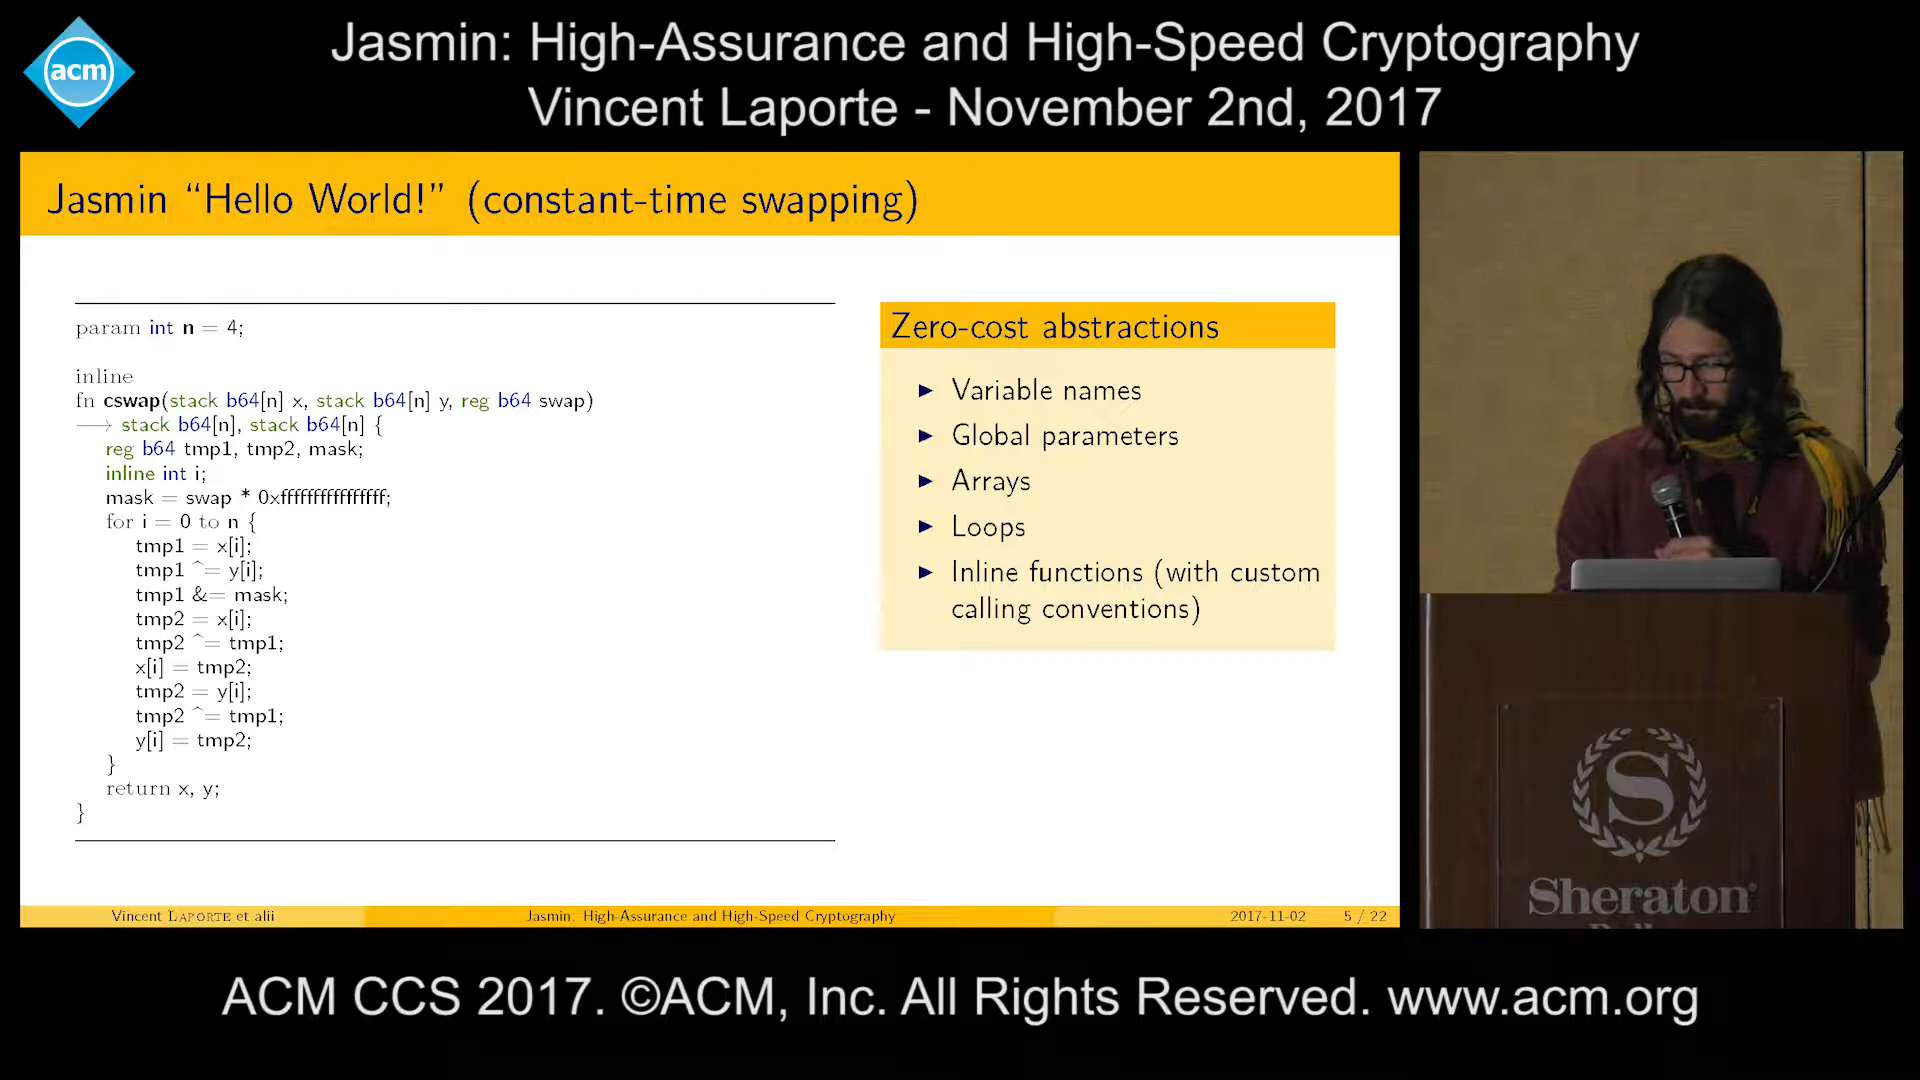 acm
Jasmin: High-Assurance and High-Speed Cryptography
Vincent Laporte - November 2nd, 2017
Jasmin “Hello World!” (constant-time swapping)
param int n = 4;
inline
fn cswap(stack b64[n] x, stack b64[n] y, reg b64 swap)
⟶ stack b64[n], stack b64[n] {
reg b64 tmp1, tmp2, mask;
inline int i;
mask = swap * 0xffffffffffffffff;
for i = 0 to n {
tmp1 = x[i];
tmp1 ^= y[i];
tmp1 &= mask;
tmp2 = x[i];
tmp2 ^= tmp1;
x[i] = tmp2;
tmp2 = y[i];
tmp2 ^= tmp1;
y[i] = tmp2;
}
return x, y;
}
Zero-cost abstractions
Variable names
Global parameters
Arrays
Loops
Inline functions (with custom
calling conventions)
Vincent LAPORTE et alii
Jasmin: High-Assurance and High-Speed Cryptography
2017-11-02 5 / 22
S
Sheraton
ACM CCS 2017. ©ACM, Inc. All Rights Reserved. www.acm.org